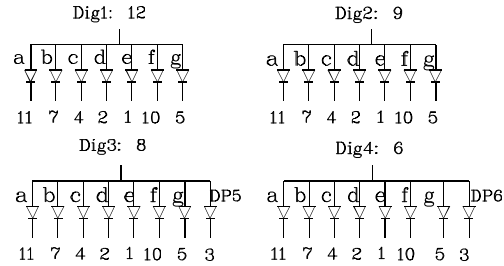 Dig1: 12 Dig2: 9
a b c d e f g a b c d e f g
11 7 4 2 1 10 5 11 7 4 2 1 10 5
Dig3: 8 Dig4: 6
a b c d e f g DP5 a b c d e f g DP6
11 7 4 2 1 10 5 3 11 7 4 2 1 10 5 3